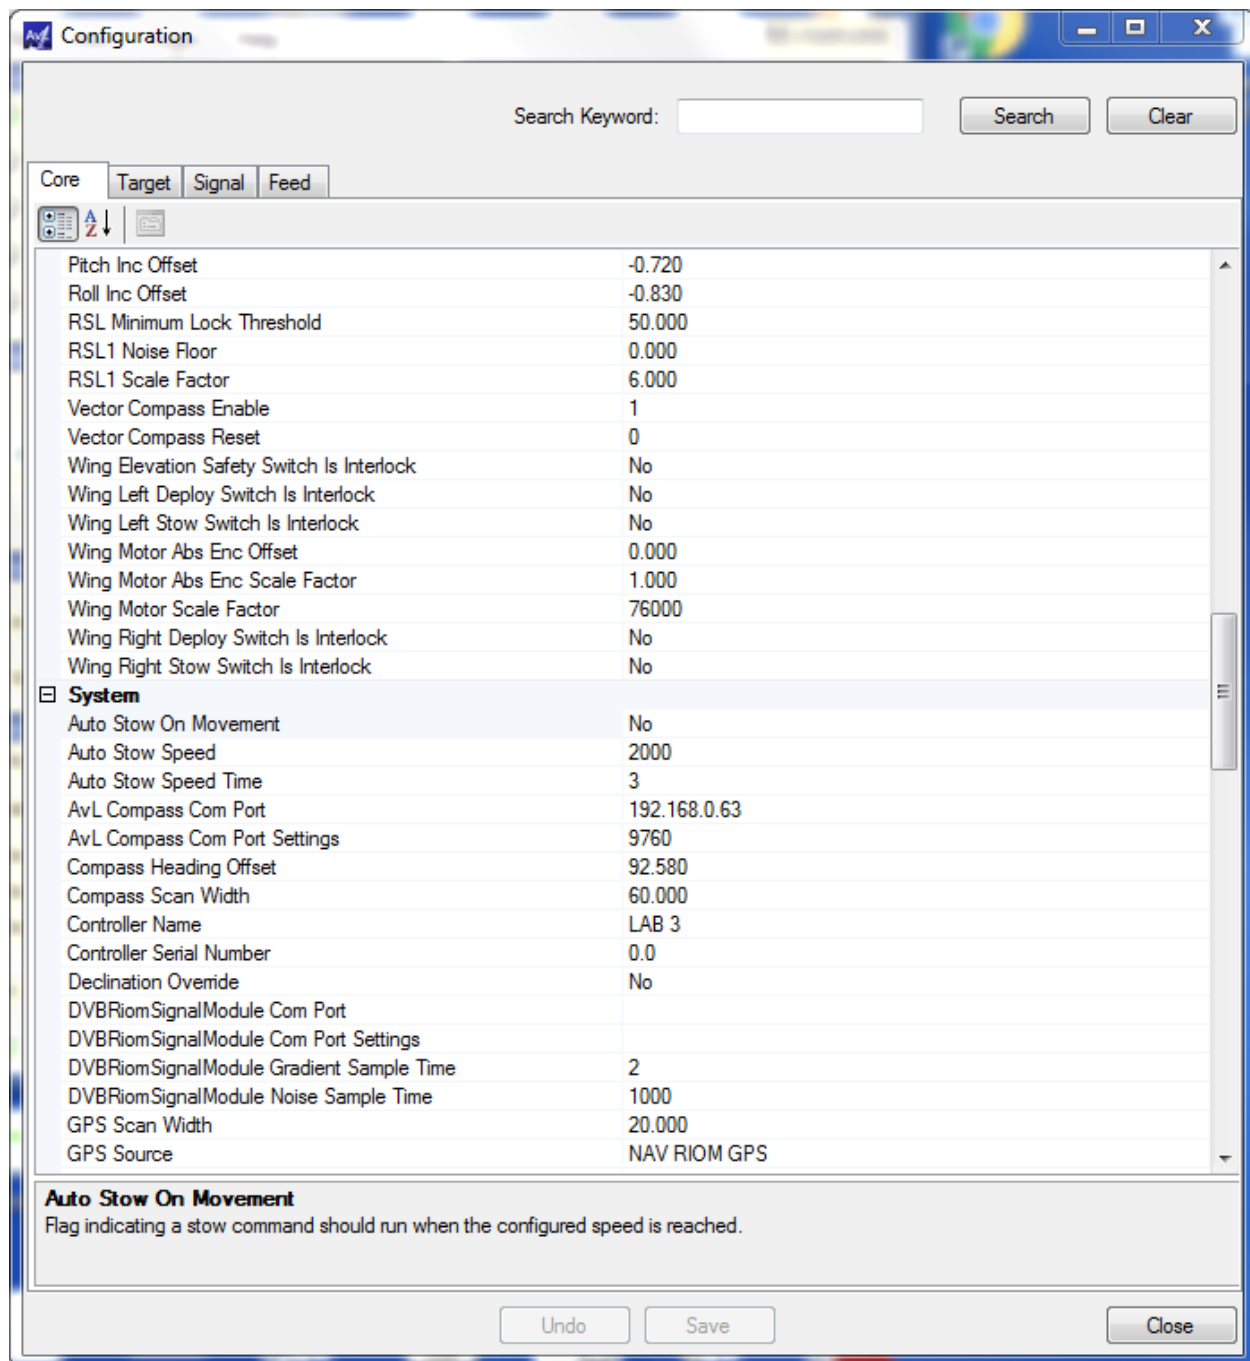 AvL Configuration
Search Keyword: Search Clear
Core Target Signal Feed
Pitch Inc Offset -0.720
Roll Inc Offset -0.830
RSL Minimum Lock Threshold 50.000
RSL1 Noise Floor 0.000
RSL1 Scale Factor 6.000
Vector Compass Enable 1
Vector Compass Reset 0
Wing Elevation Safety Switch Is Interlock No
Wing Left Deploy Switch Is Interlock No
Wing Left Stow Switch Is Interlock No
Wing Motor Abs Enc Offset 0.000
Wing Motor Abs Enc Scale Factor 1.000
Wing Motor Scale Factor 76000
Wing Right Deploy Switch Is Interlock No
Wing Right Stow Switch Is Interlock No
System
Auto Stow On Movement No
Auto Stow Speed 2000
Auto Stow Speed Time 3
AvL Compass Com Port 192.168.0.63
AvL Compass Com Port Settings 9760
Compass Heading Offset 92.580
Compass Scan Width 60.000
Controller Name LAB 3
Controller Serial Number 0.0
Declination Override No
DVBRiomSignalModule Com Port
DVBRiomSignalModule Com Port Settings
DVBRiomSignalModule Gradient Sample Time 2
DVBRiomSignalModule Noise Sample Time 1000
GPS Scan Width 20.000
GPS Source NAV RIOM GPS
Auto Stow On Movement
Flag indicating a stow command should run when the configured speed is reached.
Undo Save Close